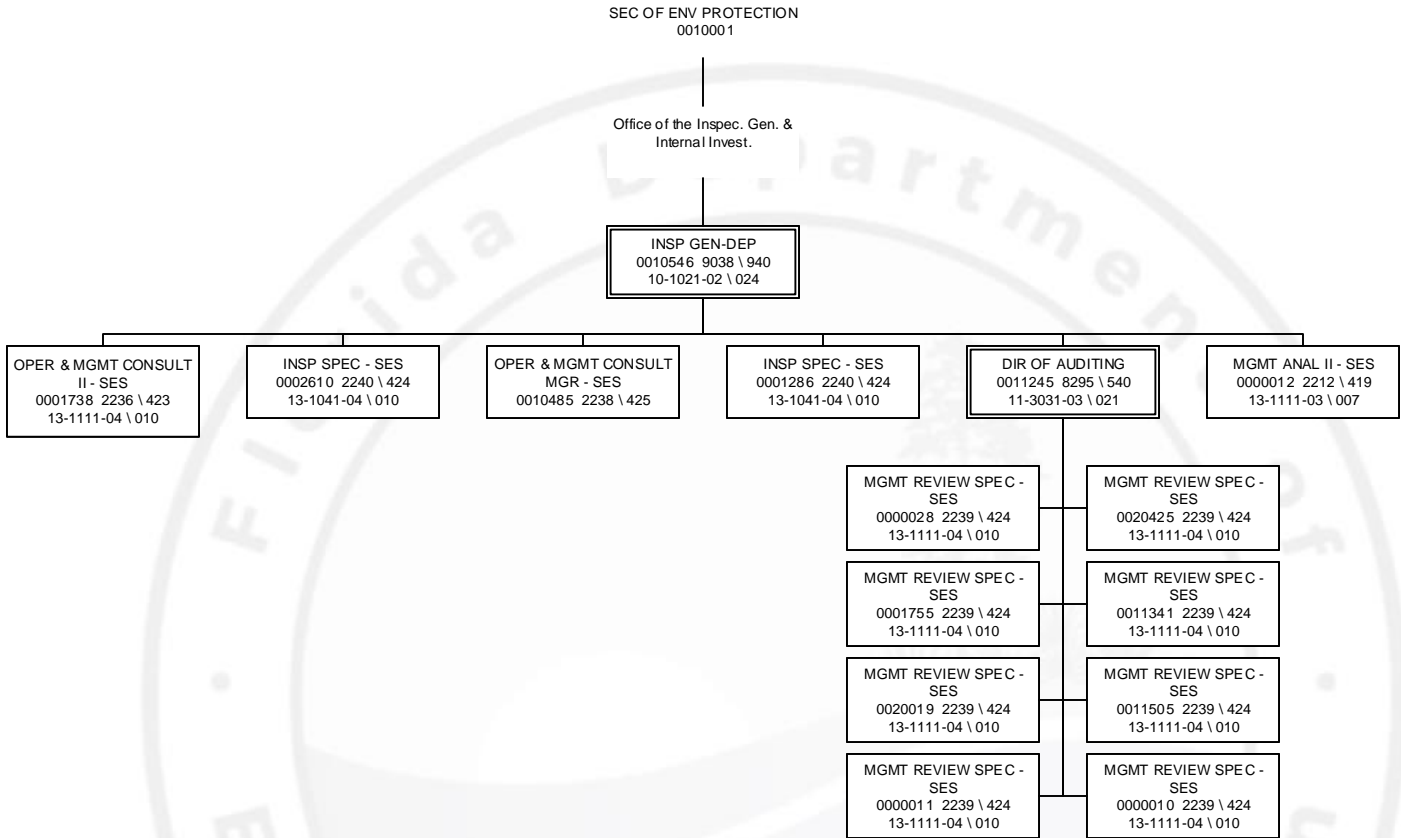 SEC OF ENV PROTECTION
0010001
Office of the Inspec. Gen. &
Internal Invest.
INSP GEN-DEP
0010546 9038 \ 940
10-1021-02 \ 024
OPER & MGMT CONSULT
II - SES
0001738 2236 \ 423
13-1111-04 \ 010
INSP SPEC - SES
0002610 2240 \ 424
13-1041-04 \ 010
OPER & MGMT CONSULT
MGR - SES
0010485 2238 \ 425
INSP SPEC - SES
0001286 2240 \ 424
13-1041-04 \ 010
DIR OF AUDITING
0011245 8295 \ 540
11-3031-03 \ 021
MGMT ANAL II - SES
0000012 2212 \ 419
13-1111-03 \ 007
MGMT REVIEW SPEC -
SES
0000028 2239 \ 424
13-1111-04 \ 010
MGMT REVIEW SPEC -
SES
0020425 2239 \ 424
13-1111-04 \ 010
MGMT REVIEW SPEC -
SES
0001755 2239 \ 424
13-1111-04 \ 010
MGMT REVIEW SPEC -
SES
0011341 2239 \ 424
13-1111-04 \ 010
MGMT REVIEW SPEC -
SES
0020019 2239 \ 424
13-1111-04 \ 010
MGMT REVIEW SPEC -
SES
0011505 2239 \ 424
13-1111-04 \ 010
MGMT REVIEW SPEC -
SES
0000011 2239 \ 424
13-1111-04 \ 010
MGMT REVIEW SPEC -
SES
0000010 2239 \ 424
13-1111-04 \ 010
Florida Department of